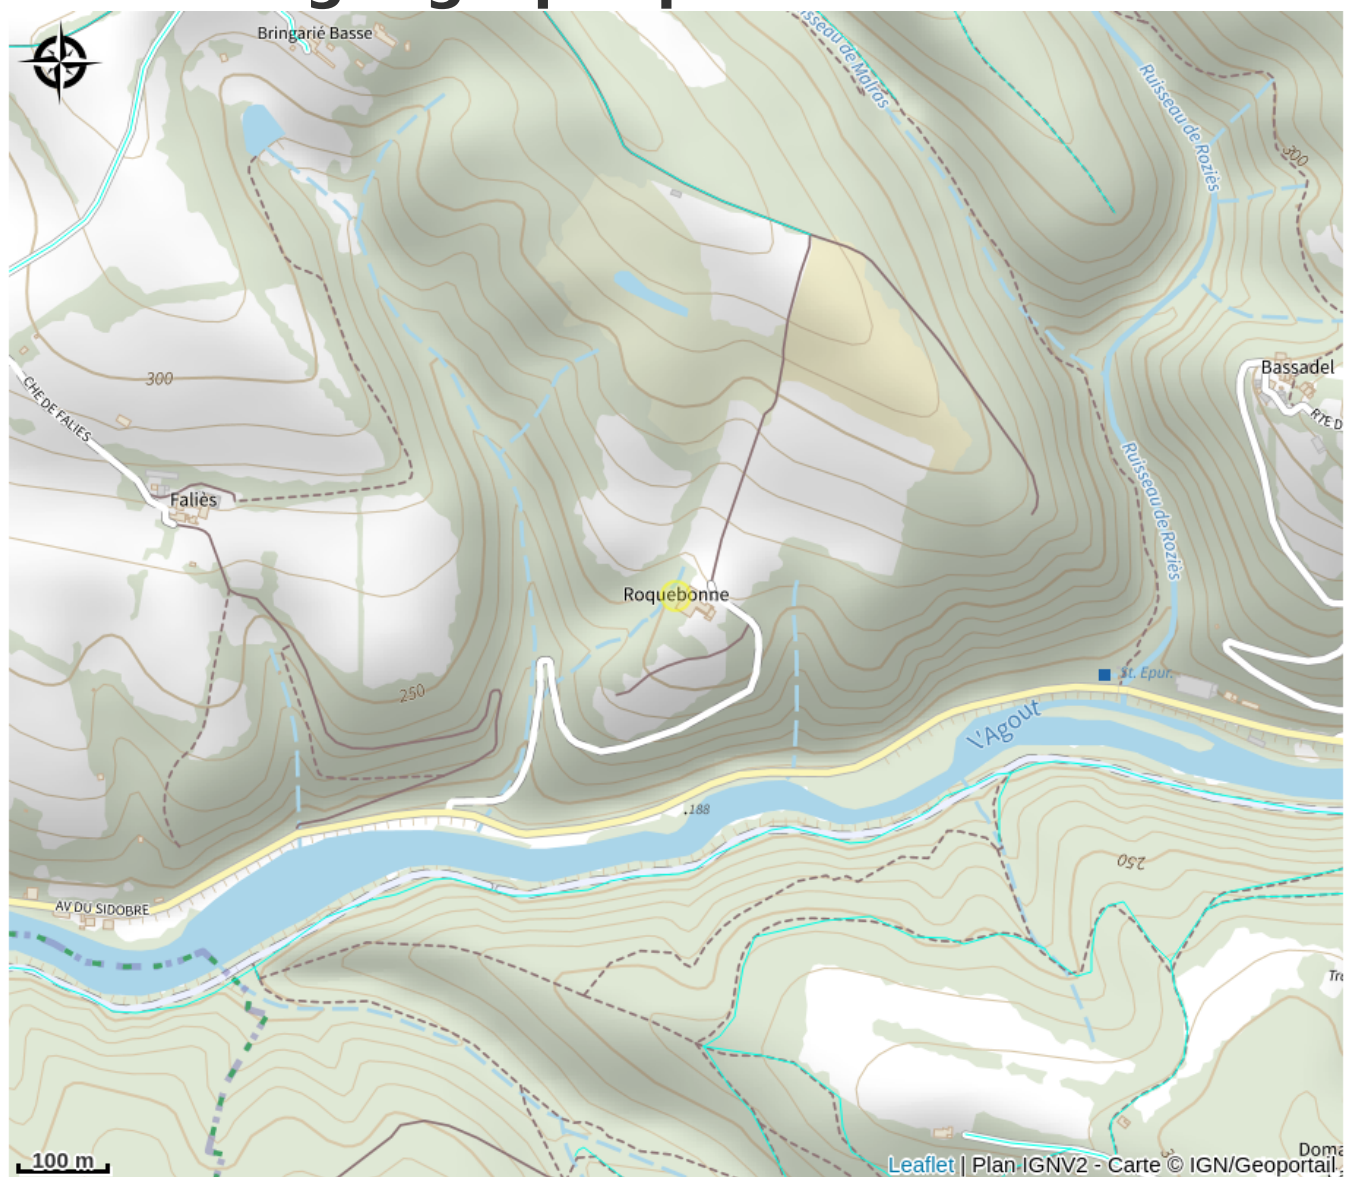 Bringarié Basse
Ruisseau de Malras
Ruisseau de Roziès
300
300
Bassadel
CHE DE FALIES
RTE D
Faliès
Ruisseau de Roziès
Roquebonne
250
St. Epur.
l'Agout
188
250
AV DU SIDOBRE
Doma
100 m
Leaflet | Plan IGNV2 - Carte © IGN/Geoportail